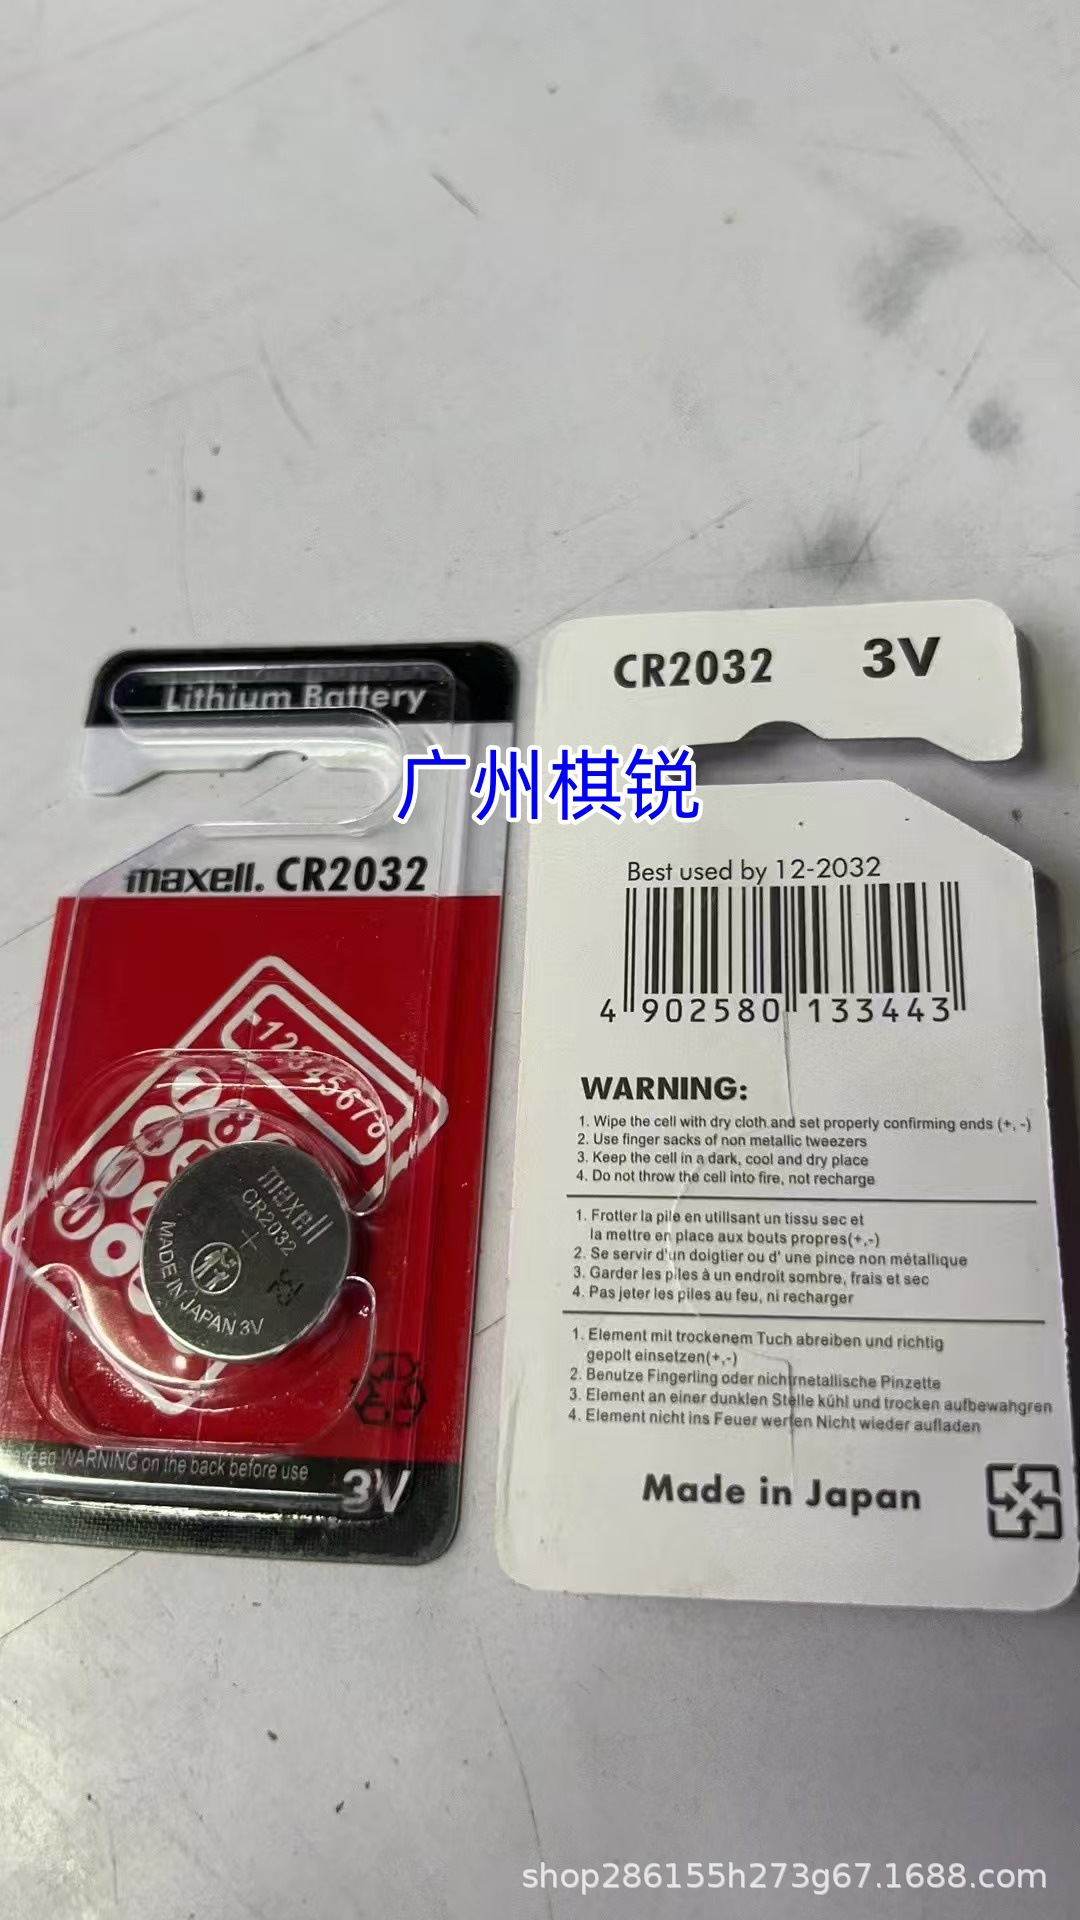 Lithium Battery
maxell. CR2032
-12345678
maxell
CR2032
+
MADE IN JAPAN 3V
read WARNING on the back before use
3V
广州棋锐
CR2032 3V
Best used by 12-2032
4 902580 133443
WARNING:
1. Wipe the cell with dry cloth and set properly confirming ends (+, -)
2. Use finger sacks of non metallic tweezers
3. Keep the cell in a dark, cool and dry place
4. Do not throw the cell into fire, not recharge
1. Frotter la pile en utilisant un tissu sec et
la mettre en place aux bouts propres(+,-)
2. Se servir d'un doigtier ou d' une pince non métallique
3. Garder les piles à un endroit sombre, frais et sec
4. Pas jeter les piles au feu, ni recharger
1. Element mit trockenem Tuch abreiben und richtig
gepolt einsetzen(+,-)
2. Benutze Fingerling oder nichtmetallische Pinzette
3. Element an einer dunklen Stelle kühl und trocken aufbewahgren
4. Element nicht ins Feuer werfen Nicht wieder aufladen
Made in Japan
shop286155h273g67.1688.com